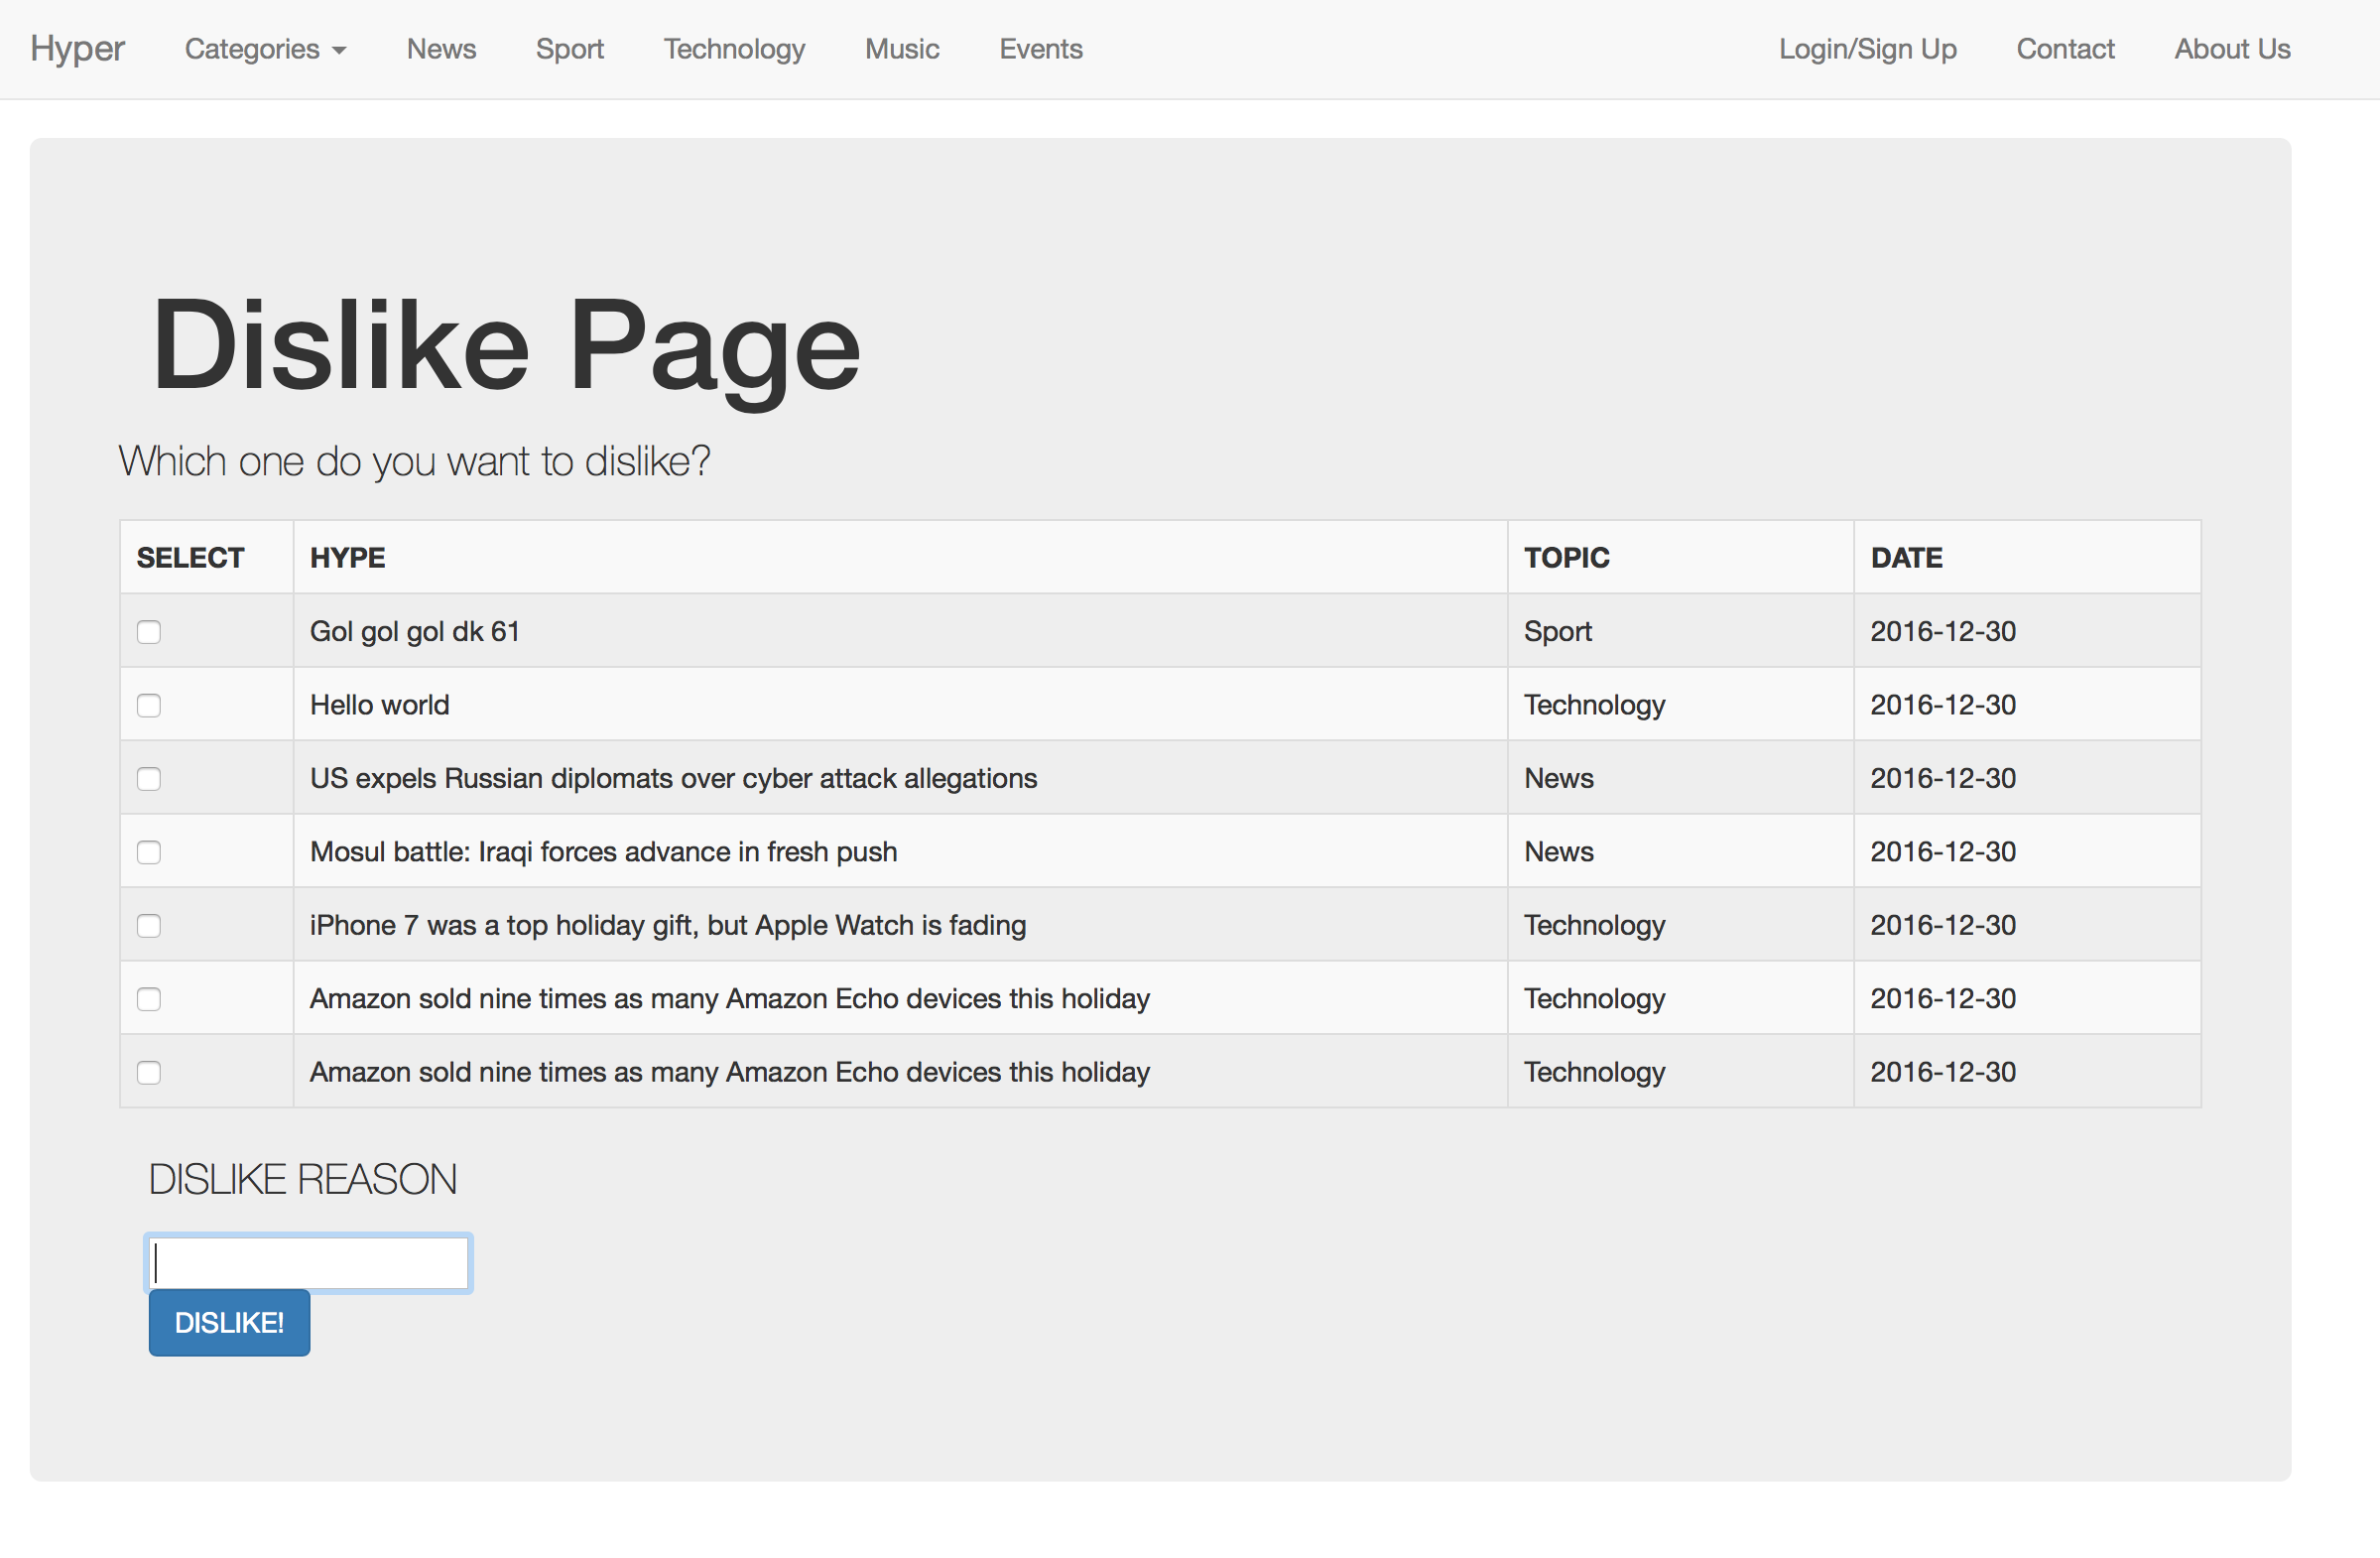 Hyper Categories News Sport Technology Music Events Login/Sign Up Contact About Us
Dislike Page
Which one do you want to dislike?
SELECT HYPE TOPIC DATE
Gol gol gol dk 61 Sport 2016-12-30
Hello world Technology 2016-12-30
US expels Russian diplomats over cyber attack allegations News 2016-12-30
Mosul battle: Iraqi forces advance in fresh push News 2016-12-30
iPhone 7 was a top holiday gift, but Apple Watch is fading Technology 2016-12-30
Amazon sold nine times as many Amazon Echo devices this holiday Technology 2016-12-30
Amazon sold nine times as many Amazon Echo devices this holiday Technology 2016-12-30
DISLIKE REASON
DISLIKE!